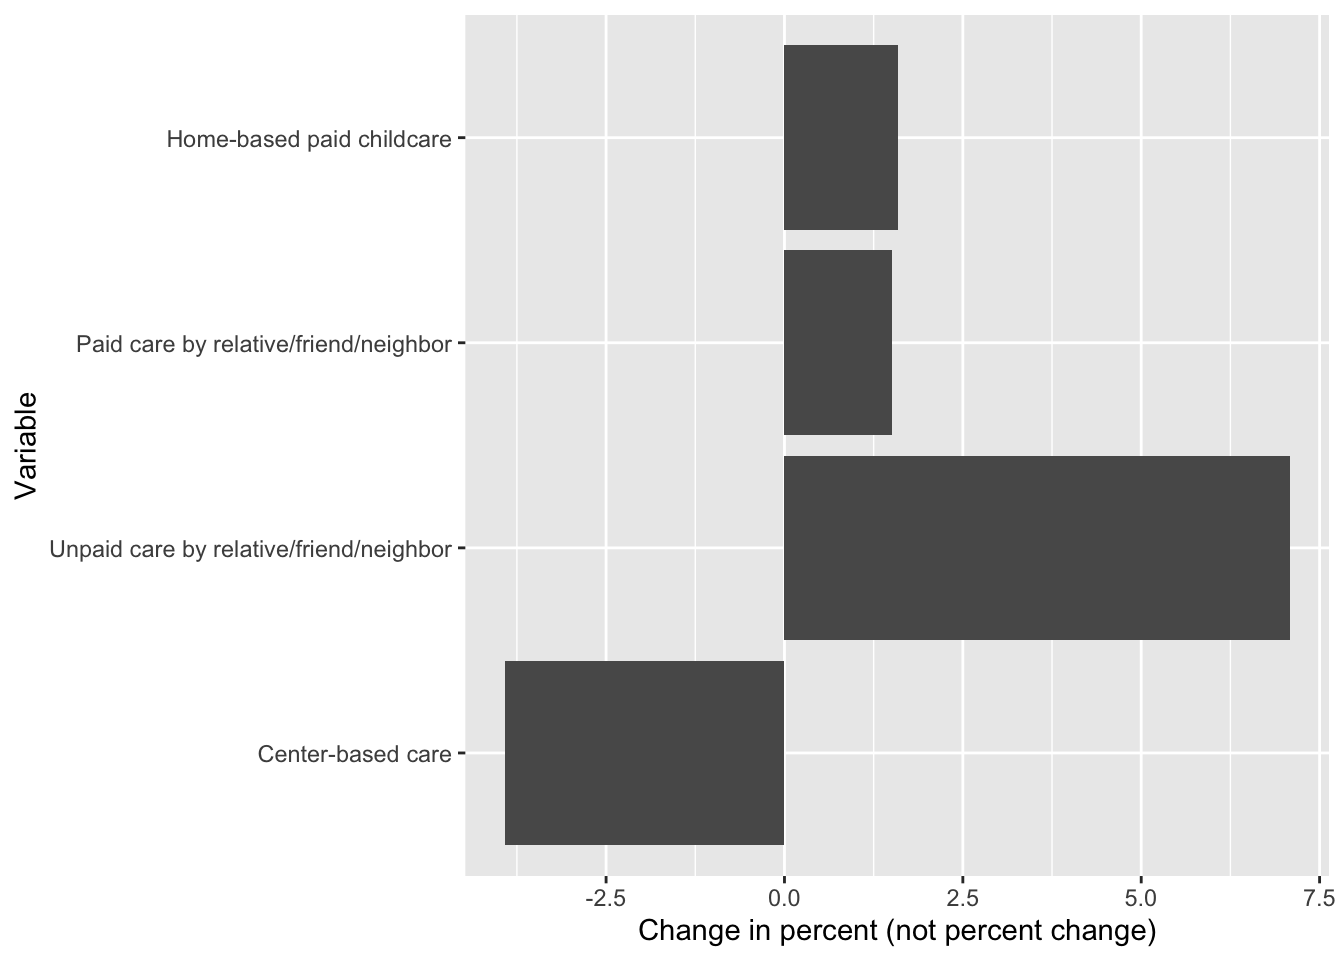 Home-based paid childcare
Paid care by relative/friend/neighbor
Variable
Unpaid care by relative/friend/neighbor
Center-based care
-2.5 0.0 2.5 5.0 7.5
Change in percent (not percent change)